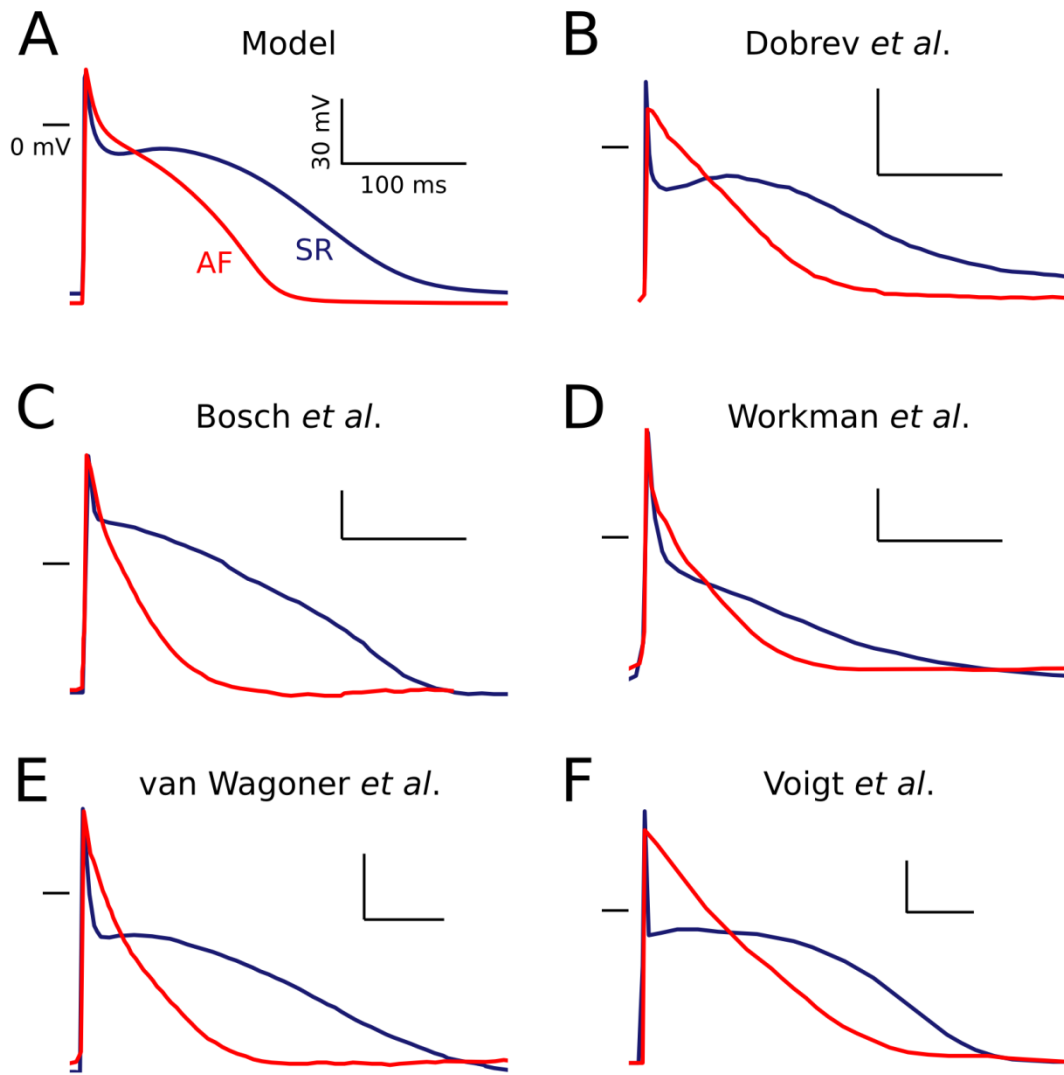 A
Model
0 mV
30 mV
100 ms
AF
SR
B
Dobrev et al.
C
Bosch et al.
D
Workman et al.
E
van Wagoner et al.
F
Voigt et al.